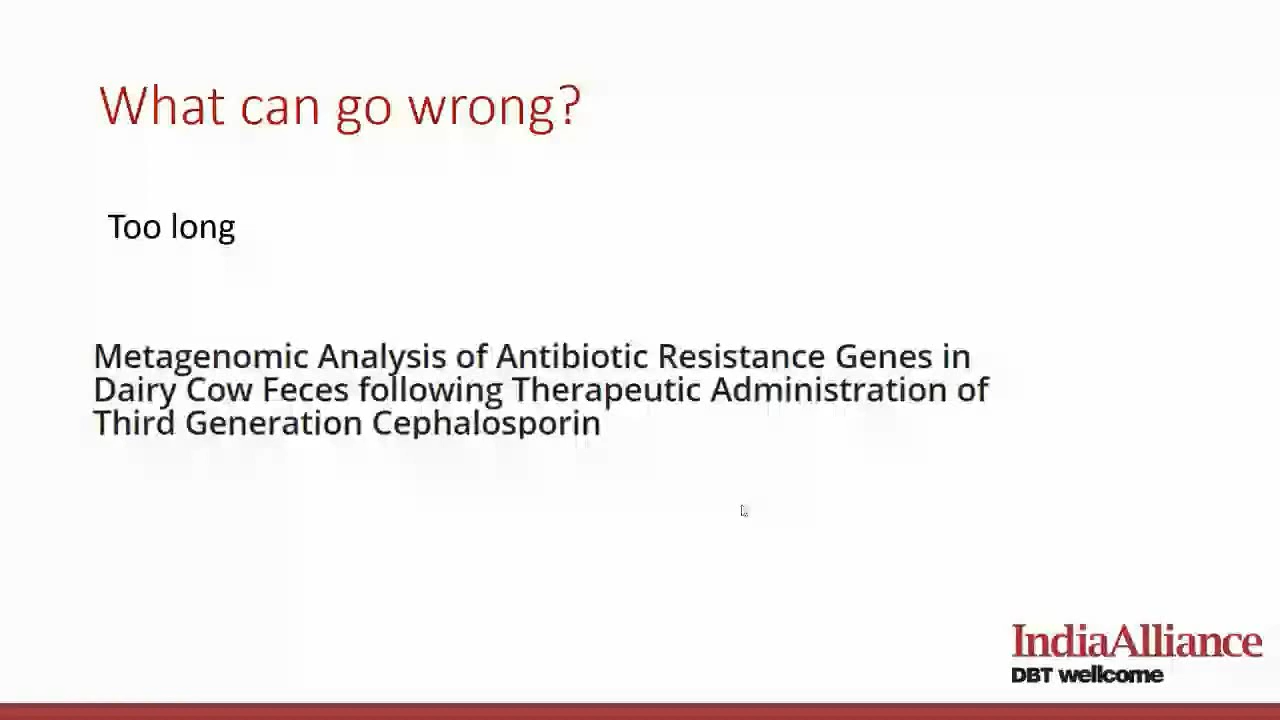 What can go wrong?
Too long
Metagenomic Analysis of Antibiotic Resistance Genes in
Dairy Cow Feces following Therapeutic Administration of
Third Generation Cephalosporin
IndiaAlliance
DBT wellcome